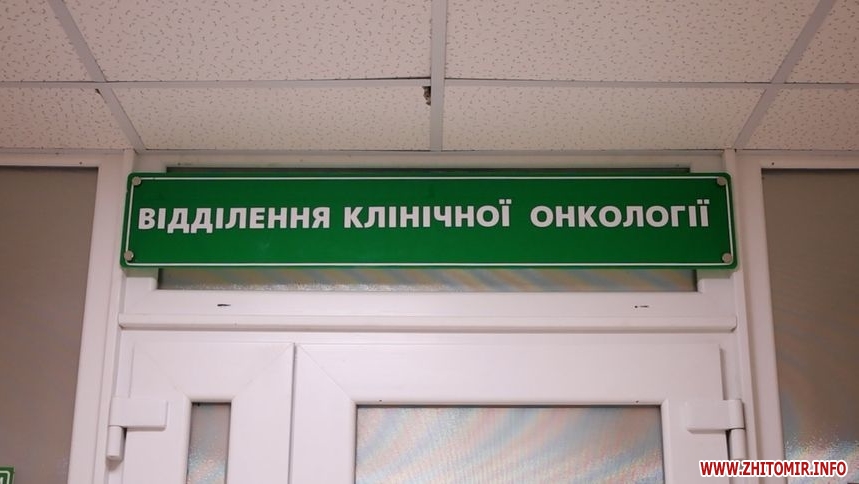 ВІДДІЛЕННЯ КЛІНІЧНОЇ ОНКОЛОГІЇ
WWW.ZHITOMIR.INFO